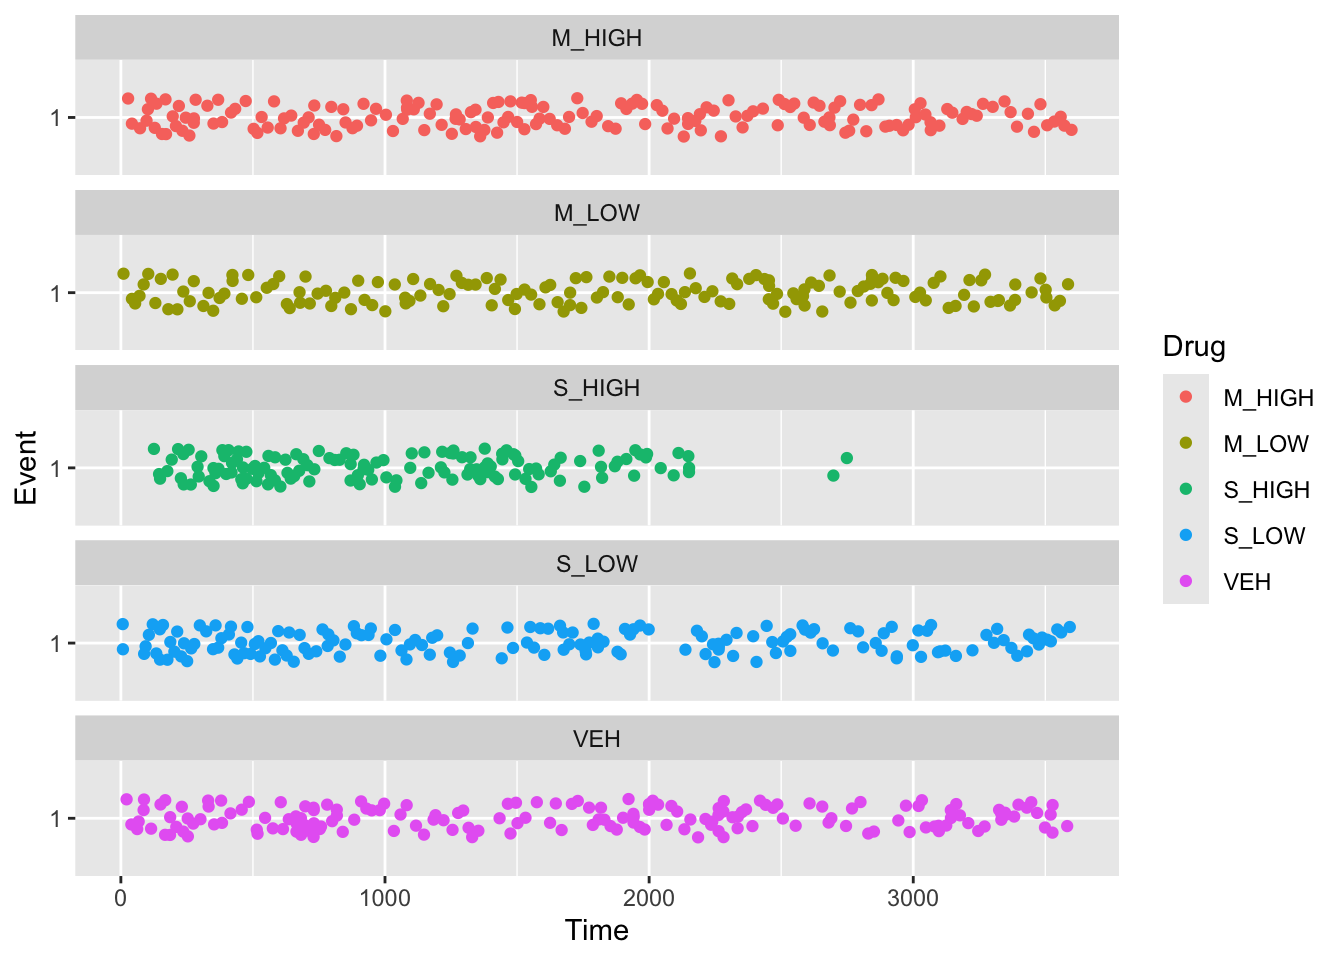 M_HIGH
1
M_LOW
1
S_HIGH
1
S_LOW
1
VEH
1
0 1000 2000 3000
Time
Event
Drug
M_HIGH
M_LOW
S_HIGH
S_LOW
VEH